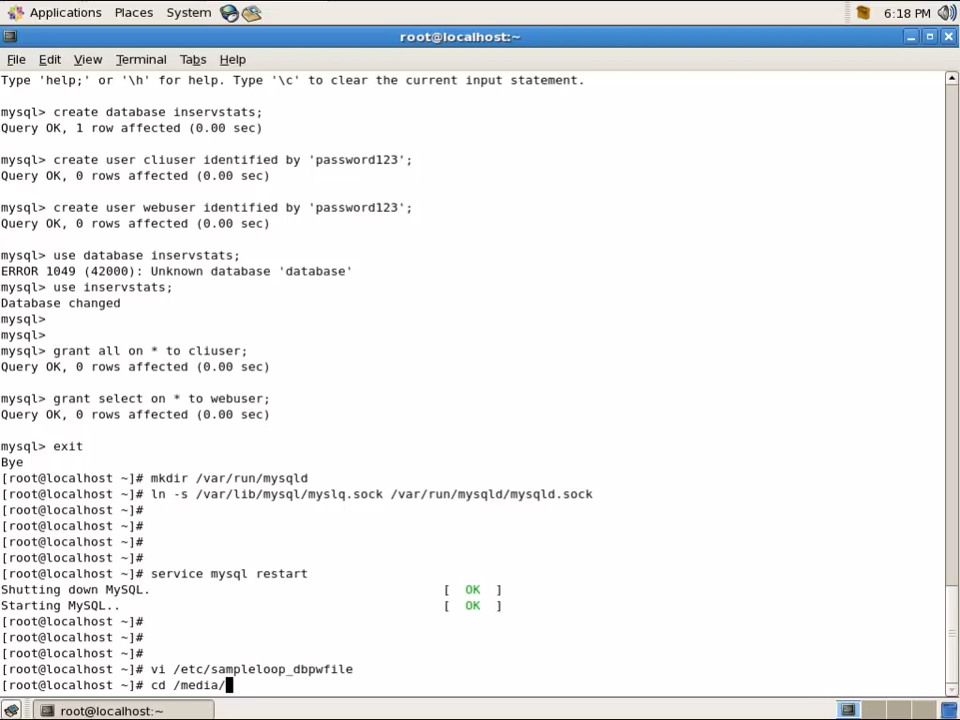 Applications Places System 6:18 PM
root@localhost:~
File Edit View Terminal Tabs Help
Type 'help;' or '\h' for help. Type '\c' to clear the current input statement.
mysql> create database inservstats;
Query OK, 1 row affected (0.00 sec)
mysql> create user cliuser identified by 'password123';
Query OK, 0 rows affected (0.00 sec)
mysql> create user webuser identified by 'password123';
Query OK, 0 rows affected (0.00 sec)
mysql> use database inservstats;
ERROR 1049 (42000): Unknown database 'database'
mysql> use inservstats;
Database changed
mysql>
mysql>
mysql> grant all on * to cliuser;
Query OK, 0 rows affected (0.00 sec)
mysql> grant select on * to webuser;
Query OK, 0 rows affected (0.00 sec)
mysql> exit
Bye
[root@localhost ~]# mkdir /var/run/mysqld
[root@localhost ~]# ln -s /var/lib/mysql/myslq.sock /var/run/mysqld/mysqld.sock
[root@localhost ~]#
[root@localhost ~]#
[root@localhost ~]#
[root@localhost ~]#
[root@localhost ~]# service mysql restart
Shutting down MySQL. [ OK ]
Starting MySQL.. [ OK ]
[root@localhost ~]#
[root@localhost ~]#
[root@localhost ~]#
[root@localhost ~]# vi /etc/sampleloop_dbpwfile
[root@localhost ~]# cd /media/
root@localhost:~